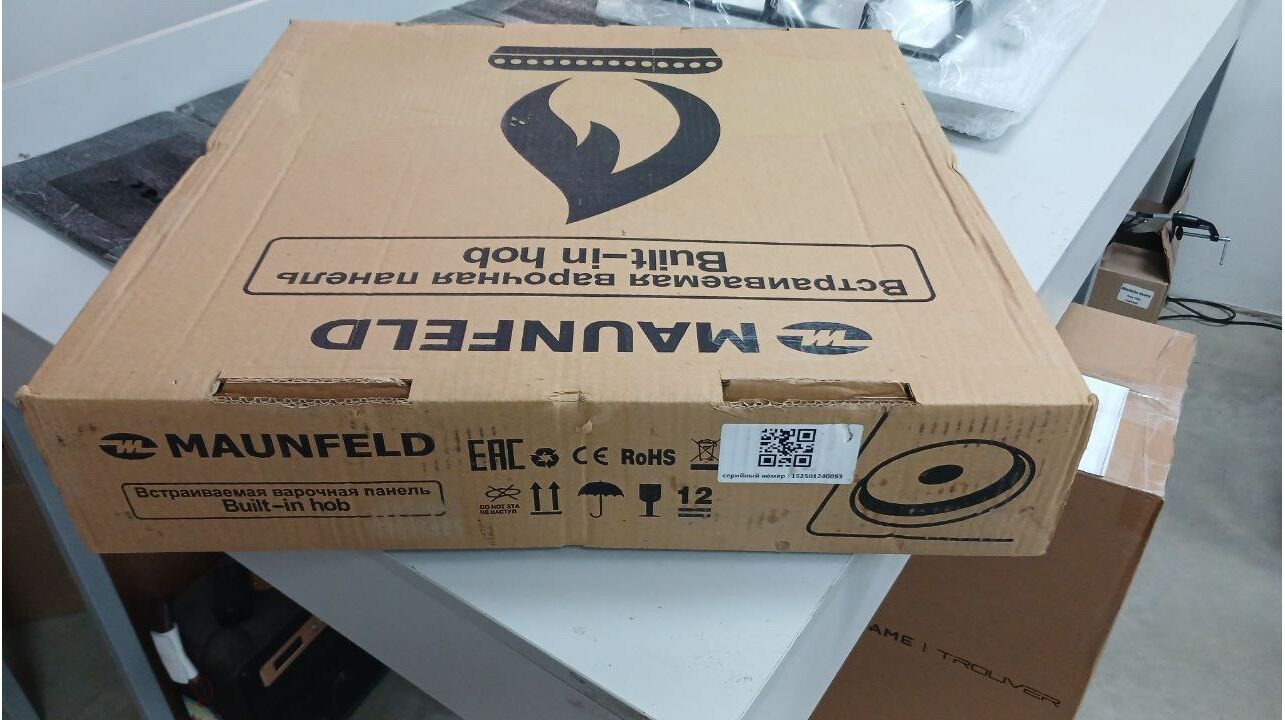 MAUNFELD
Встраиваемая варочная панель
Built-in hob
MAUNFELD
Встраиваемая варочная панель
Built-in hob
EAC
CE
RoHS
DO NOT STA
НЕ НАСТУП
12
серийный номер : 152501240053
AME | TROUVER